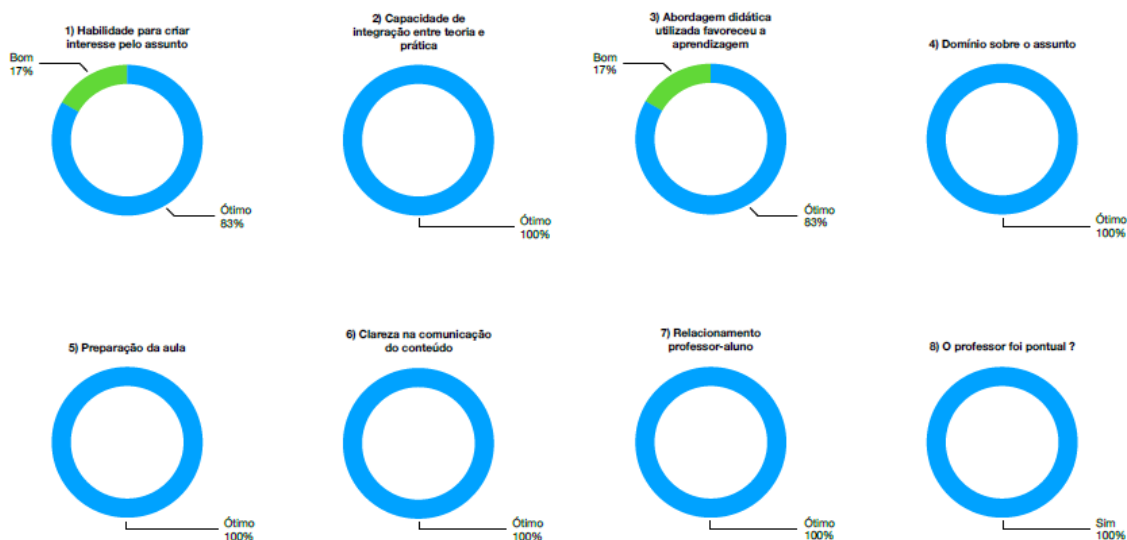 1) Habilidade para criar
interesse pelo assunto
Bom
17%
Ótimo
83%
2) Capacidade de
integração entre teoria e
prática
Ótimo
100%
3) Abordagem didática
utilizada favoreceu a
aprendizagem
Bom
17%
Ótimo
83%
4) Domínio sobre o assunto
Ótimo
100%
5) Preparação da aula
Ótimo
100%
6) Clareza na comunicação
do conteúdo
Ótimo
100%
7) Relacionamento
professor-aluno
Ótimo
100%
8) O professor foi pontual ?
Sim
100%